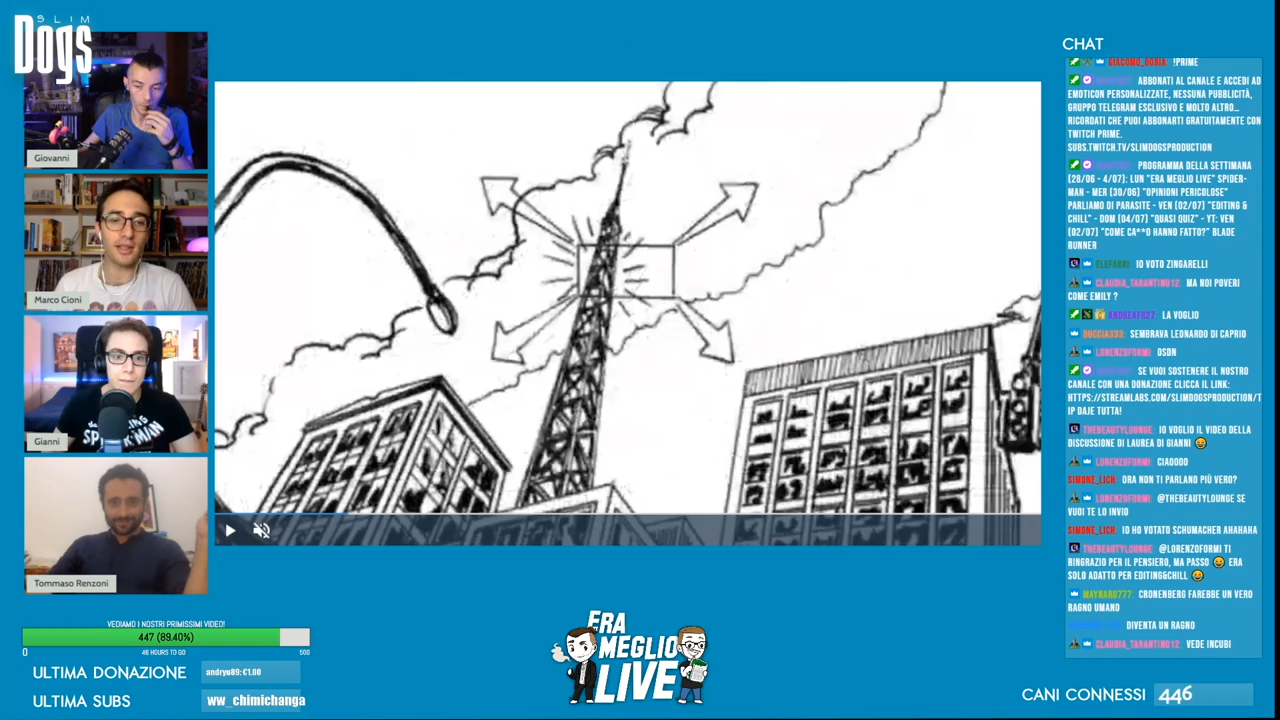 SLIM
Dogs
Giovanni
Marco Cioni
Gianni
Tommaso Renzoni
VEDIAMO I NOSTRI PRIMISSIMI VIDEO!
447 (89.40%)
0
46 HOURS TO GO
500
ULTIMA DONAZIONE
andryu89: €1.00
ULTIMA SUBS
ww_chimichanga
ERA
MEGLIO
LIVE
CHAT
GIACOMO_BUBIA: !PRIME
ABBONATI AL CANALE E ACCEDI AD
EMOTICON PERSONALIZZATE, NESSUNA PUBBLICITÀ,
GRUPPO TELEGRAM ESCLUSIVO E MOLTO ALTRO...
RICORDATI CHE PUOI ABBONARTI GRATUITAMENTE CON
TWITCH PRIME.
SUBS.TWITCH.TV/SLIMDOGSPRODUCTION
PROGRAMMA DELLA SETTIMANA
(28/06 - 4/07): LUN "ERA MEGLIO LIVE" SPIDER-
MAN - MER (30/06) "OPINIONI PERICOLOSE"
PARLIAMO DI PARASITE - VEN (02/07) "EDITING &
CHILL" - DOM (04/07) "QUASI QUIZ" - YT: VEN
(02/07) "COME CA**O HANNO FATTO?" BLADE
RUNNER
ELEFABRI: IO VOTO ZINGARELLI
CLAUDIA_TARANTINO12: MA NOI POVERI
COME EMILY ?
ANDREAFR27: LA VOGLIO
DUCCIA333: SEMBRAVA LEONARDO DI CAPRIO
LORENZOFORMI: OSDN
SE VUOI SOSTENERE IL NOSTRO
CANALE CON UNA DONAZIONE CLICCA IL LINK:
HTTPS://STREAMLABS.COM/SLIMDOGSPRODUCTION/T
IP DAJE TUTTA!
THEBEAUTYLOUNGE: IO VOGLIO IL VIDEO DELLA
DISCUSSIONE DI LAUREA DI GIANNI
LORENZOFORMI: CIAOOOO
SIMONE_LICH: ORA NON TI PARLANO PIÙ VERO?
LORENZOFORMI: @THEBEAUTYLOUNGE SE
VUOI TE LO INVIO
SIMONE_LICH: IO HO VOTATO SCHUMACHER AHAHAHA
THEBEAUTYLOUNGE: @LORENZOFORMI TI
RINGRAZIO PER IL PENSIERO, MA PASSO ERA
SOLO ADATTO PER EDITING&CHILL
MAYNARD777: CRONENBERG FAREBBE UN VERO
RAGNO UMANO
DIVENTA UN RAGNO
CLAUDIA_TARANTINO12: VEDE INCUBI
CANI CONNESSI
446